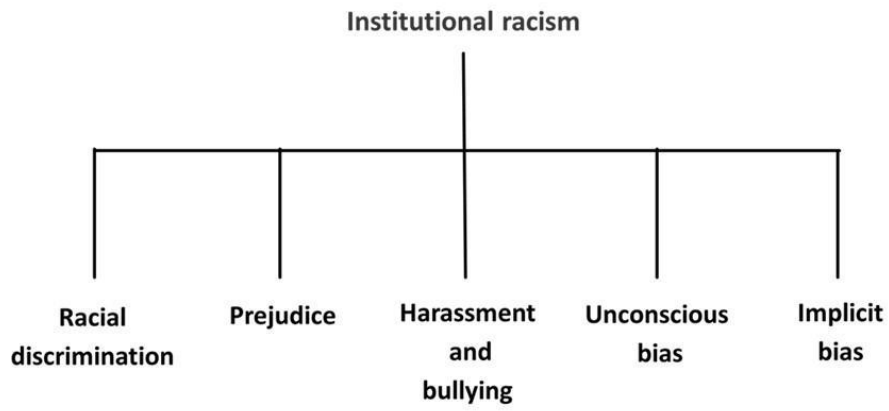 Institutional racism
Racial
discrimination
Prejudice
Harassment
and
bullying
Unconscious
bias
Implicit
bias